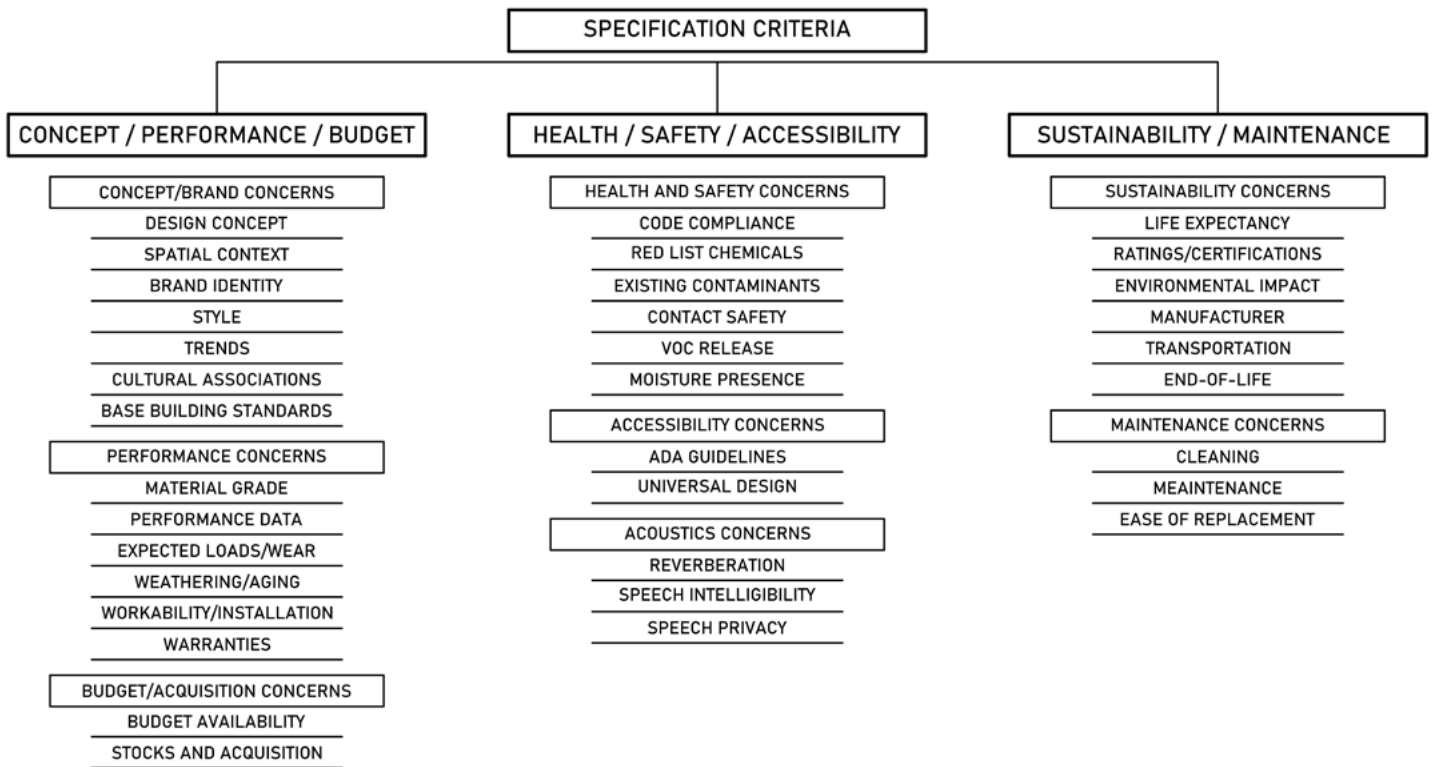 SPECIFICATION CRITERIA
CONCEPT / PERFORMANCE / BUDGET
CONCEPT/BRAND CONCERNS
DESIGN CONCEPT
SPATIAL CONTEXT
BRAND IDENTITY
STYLE
TRENDS
CULTURAL ASSOCIATIONS
BASE BUILDING STANDARDS
PERFORMANCE CONCERNS
MATERIAL GRADE
PERFORMANCE DATA
EXPECTED LOADS/WEAR
WEATHERING/AGING
WORKABILITY/INSTALLATION
WARRANTIES
BUDGET/ACQUISITION CONCERNS
BUDGET AVAILABILITY
STOCKS AND ACQUISITION
HEALTH / SAFETY / ACCESSIBILITY
HEALTH AND SAFETY CONCERNS
CODE COMPLIANCE
RED LIST CHEMICALS
EXISTING CONTAMINANTS
CONTACT SAFETY
VOC RELEASE
MOISTURE PRESENCE
ACCESSIBILITY CONCERNS
ADA GUIDELINES
UNIVERSAL DESIGN
ACOUSTICS CONCERNS
REVERBERATION
SPEECH INTELLIGIBILITY
SPEECH PRIVACY
SUSTAINABILITY / MAINTENANCE
SUSTAINABILITY CONCERNS
LIFE EXPECTANCY
RATINGS/CERTIFICATIONS
ENVIRONMENTAL IMPACT
MANUFACTURER
TRANSPORTATION
END-OF-LIFE
MAINTENANCE CONCERNS
CLEANING
MEAINTENANCE
EASE OF REPLACEMENT